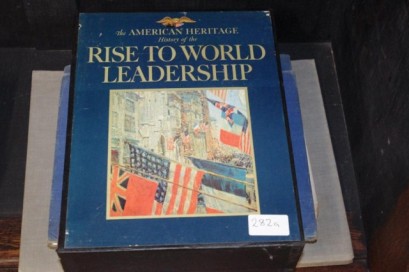 The AMERICAN HERITAGE
History of the
RISE TO WORLD
LEADERSHIP
282a